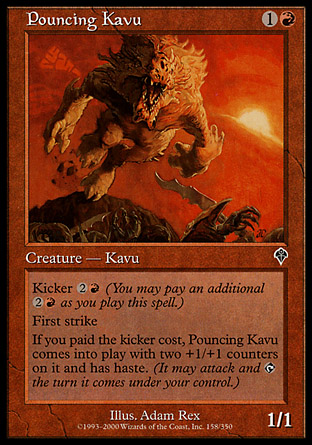 Pouncing Kavu 1
Creature — Kavu
Kicker 2 (You may pay an additional
2 as you play this spell.)
First strike
If you paid the kicker cost, Pouncing Kavu
comes into play with two +1/+1 counters
on it and has haste. (It may attack and
the turn it comes under your control.)
Illus. Adam Rex
©1993-2000 Wizards of the Coast, Inc. 158/350
1/1